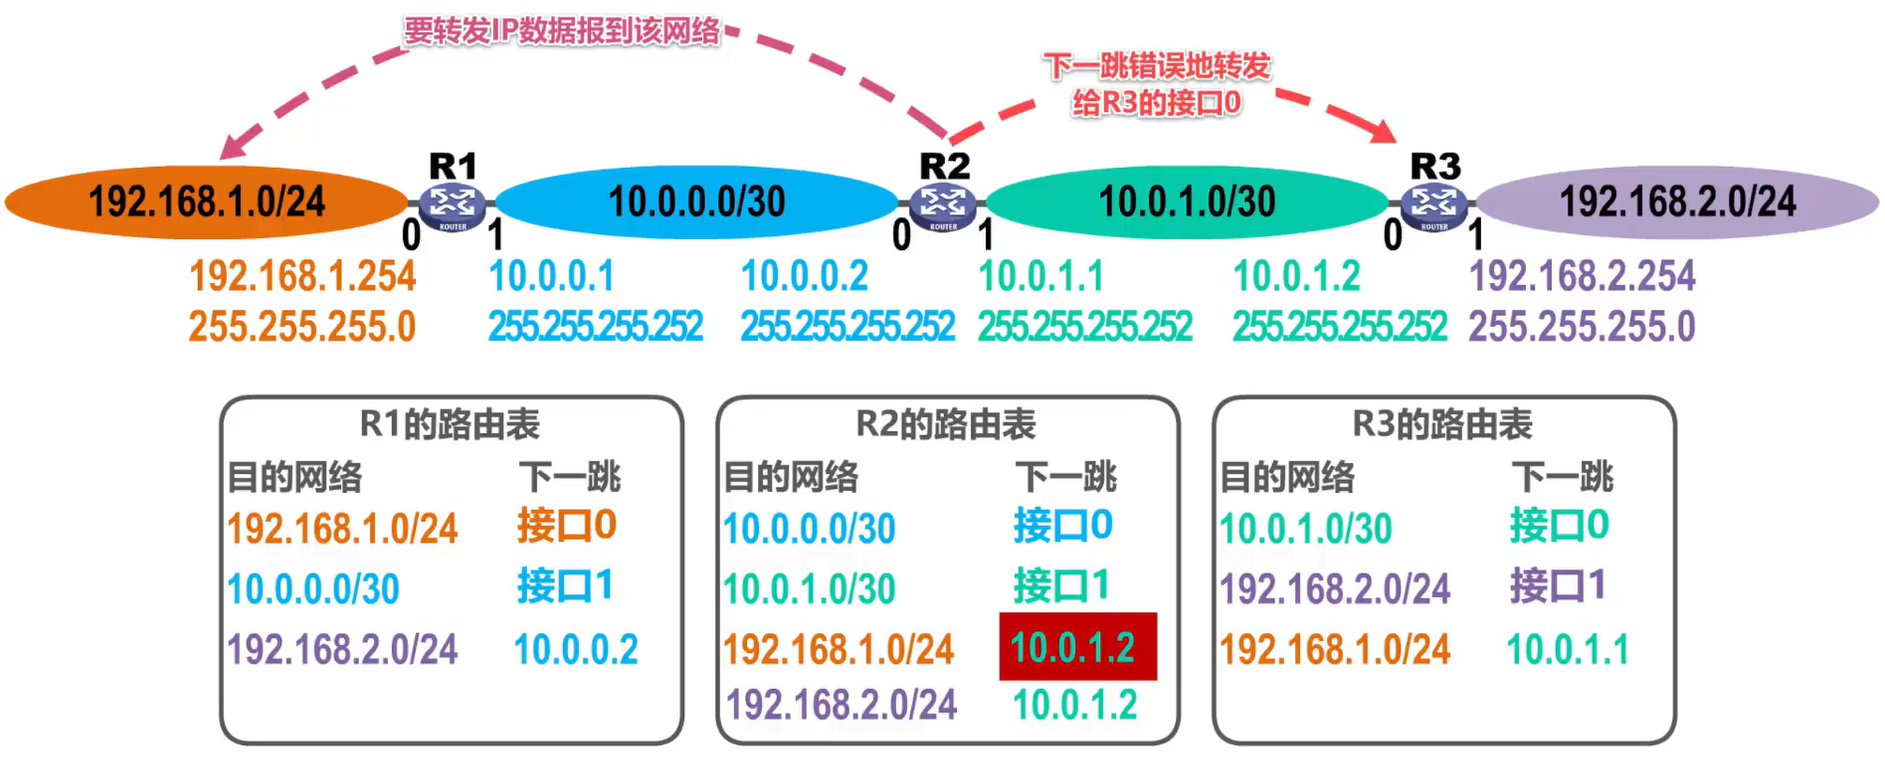 要转发IP数据报到该网络
下一跳错误地转发
给R3的接口0
R1
R2
R3
192.168.1.0/24
10.0.0.0/30
10.0.1.0/30
192.168.2.0/24
ROUTER
ROUTER
ROUTER
0
1
0
1
0
1
192.168.1.254
10.0.0.1
10.0.0.2
10.0.1.1
10.0.1.2
192.168.2.254
255.255.255.0
255.255.255.252
255.255.255.252
255.255.255.252
255.255.255.252
255.255.255.0
R1的路由表
目的网络 下一跳
192.168.1.0/24 接口0
10.0.0.0/30 接口1
192.168.2.0/24 10.0.0.2
R2的路由表
目的网络 下一跳
10.0.0.0/30 接口0
10.0.1.0/30 接口1
192.168.1.0/24 10.0.1.2
192.168.2.0/24 10.0.1.2
R3的路由表
目的网络 下一跳
10.0.1.0/30 接口0
192.168.2.0/24 接口1
192.168.1.0/24 10.0.1.1